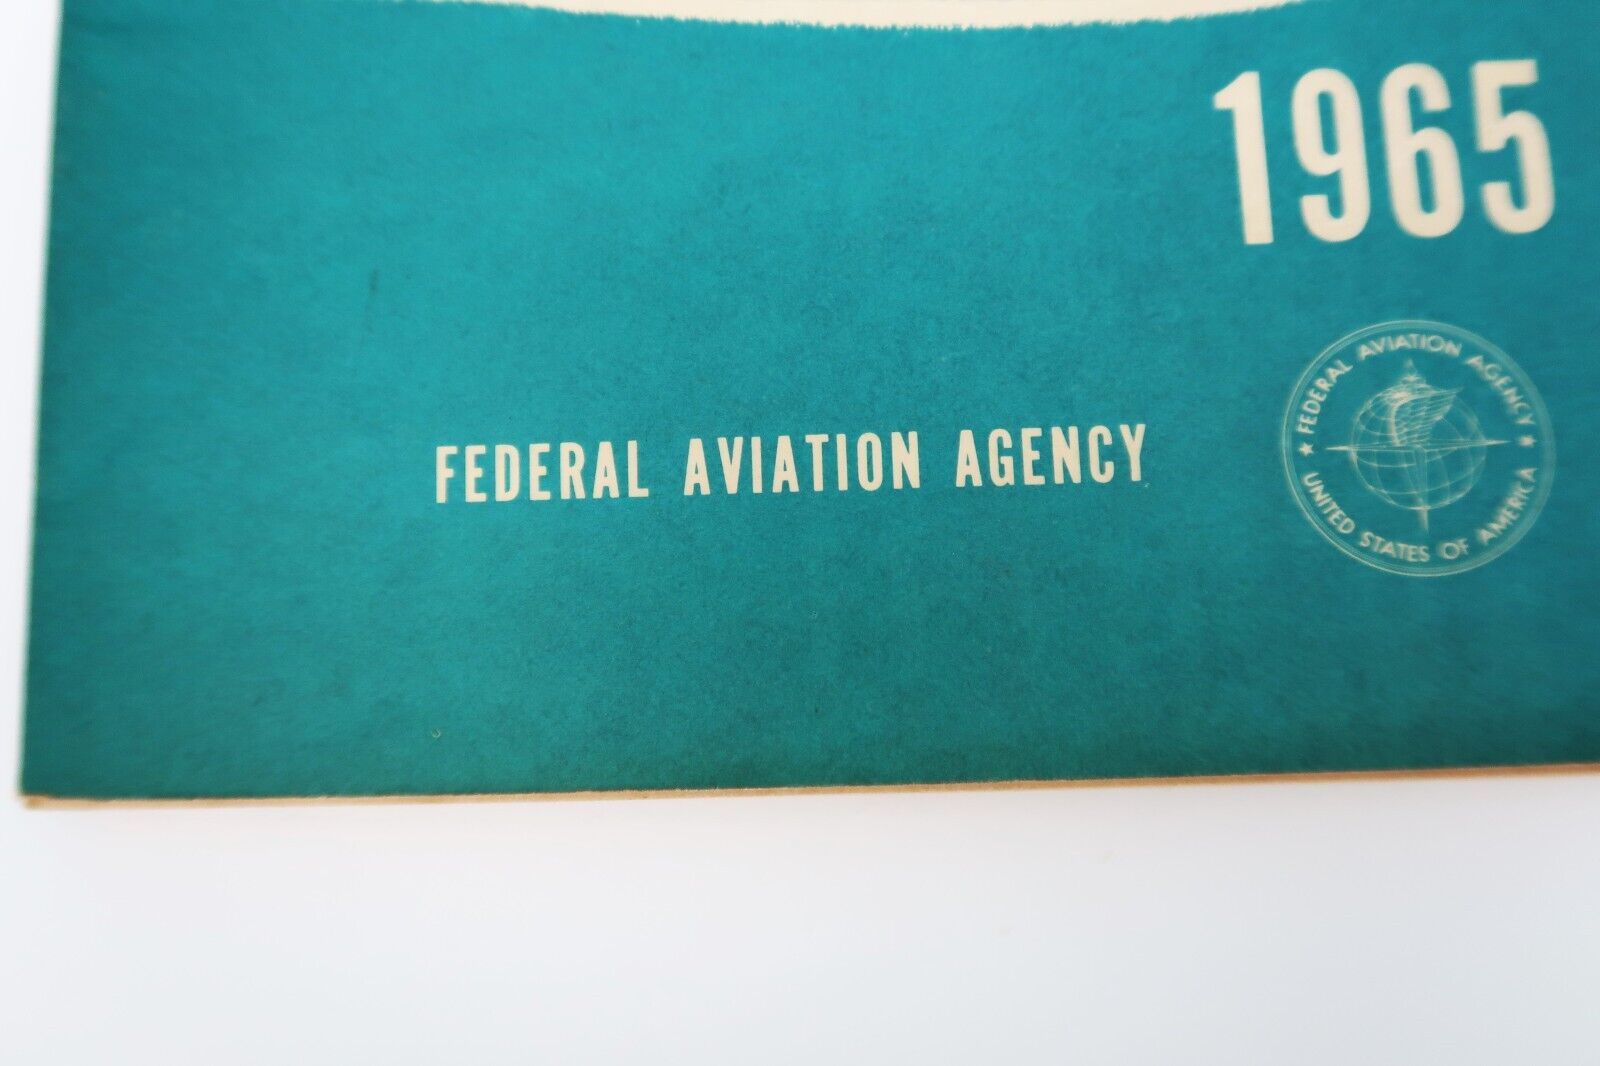 1965
FEDERAL AVIATION AGENCY
★ FEDERAL AVIATION AGENCY ★
UNITED STATES OF AMERICA